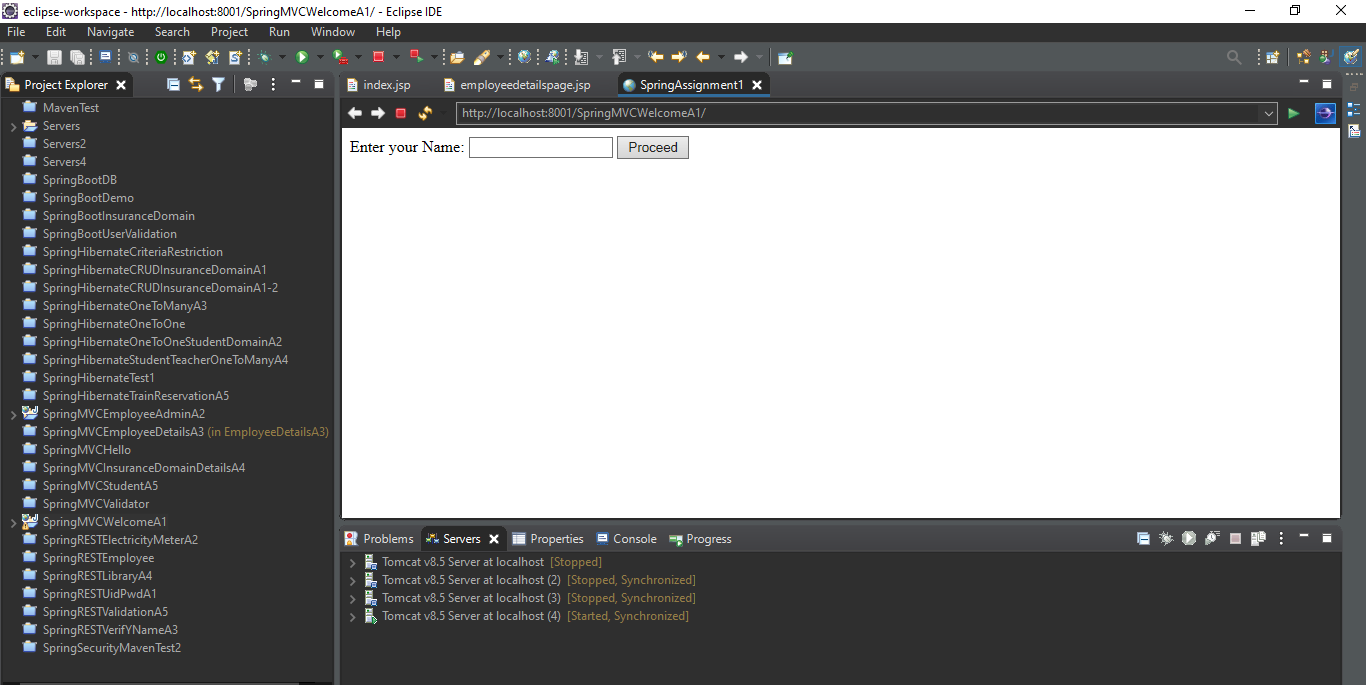 eclipse-workspace - http://localhost:8001/SpringMVCWelcomeA1/ - Eclipse IDE
File Edit Navigate Search Project Run Window Help
Project Explorer
MavenTest
Servers
Servers2
Servers4
SpringBootDB
SpringBootDemo
SpringBootInsuranceDomain
SpringBootUserValidation
SpringHibernateCriteriaRestriction
SpringHibernateCRUDInsuranceDomainA1
SpringHibernateCRUDInsuranceDomainA1-2
SpringHibernateOneToManyA3
SpringHibernateOneToOne
SpringHibernateOneToOneStudentDomainA2
SpringHibernateStudentTeacherOneToManyA4
SpringHibernateTest1
SpringHibernateTrainReservationA5
SpringMVCEmployeeAdminA2
SpringMVCEmployeeDetailsA3 (in EmployeeDetailsA3)
SpringMVCHello
SpringMVCInsuranceDomainDetailsA4
SpringMVCStudentA5
SpringMVCValidator
SpringMVCWelcomeA1
SpringRESTElectricityMeterA2
SpringRESTEmployee
SpringRESTLibraryA4
SpringRESTUidPwdA1
SpringRESTValidationA5
SpringRESTVerifYNameA3
SpringSecurityMavenTest2
index.jsp employeedetailspage.jsp SpringAssignment1
http://localhost:8001/SpringMVCWelcomeA1/
Enter your Name: Proceed
Problems Servers Properties Console Progress
Tomcat v8.5 Server at localhost [Stopped]
Tomcat v8.5 Server at localhost (2) [Stopped, Synchronized]
Tomcat v8.5 Server at localhost (3) [Stopped, Synchronized]
Tomcat v8.5 Server at localhost (4) [Started, Synchronized]